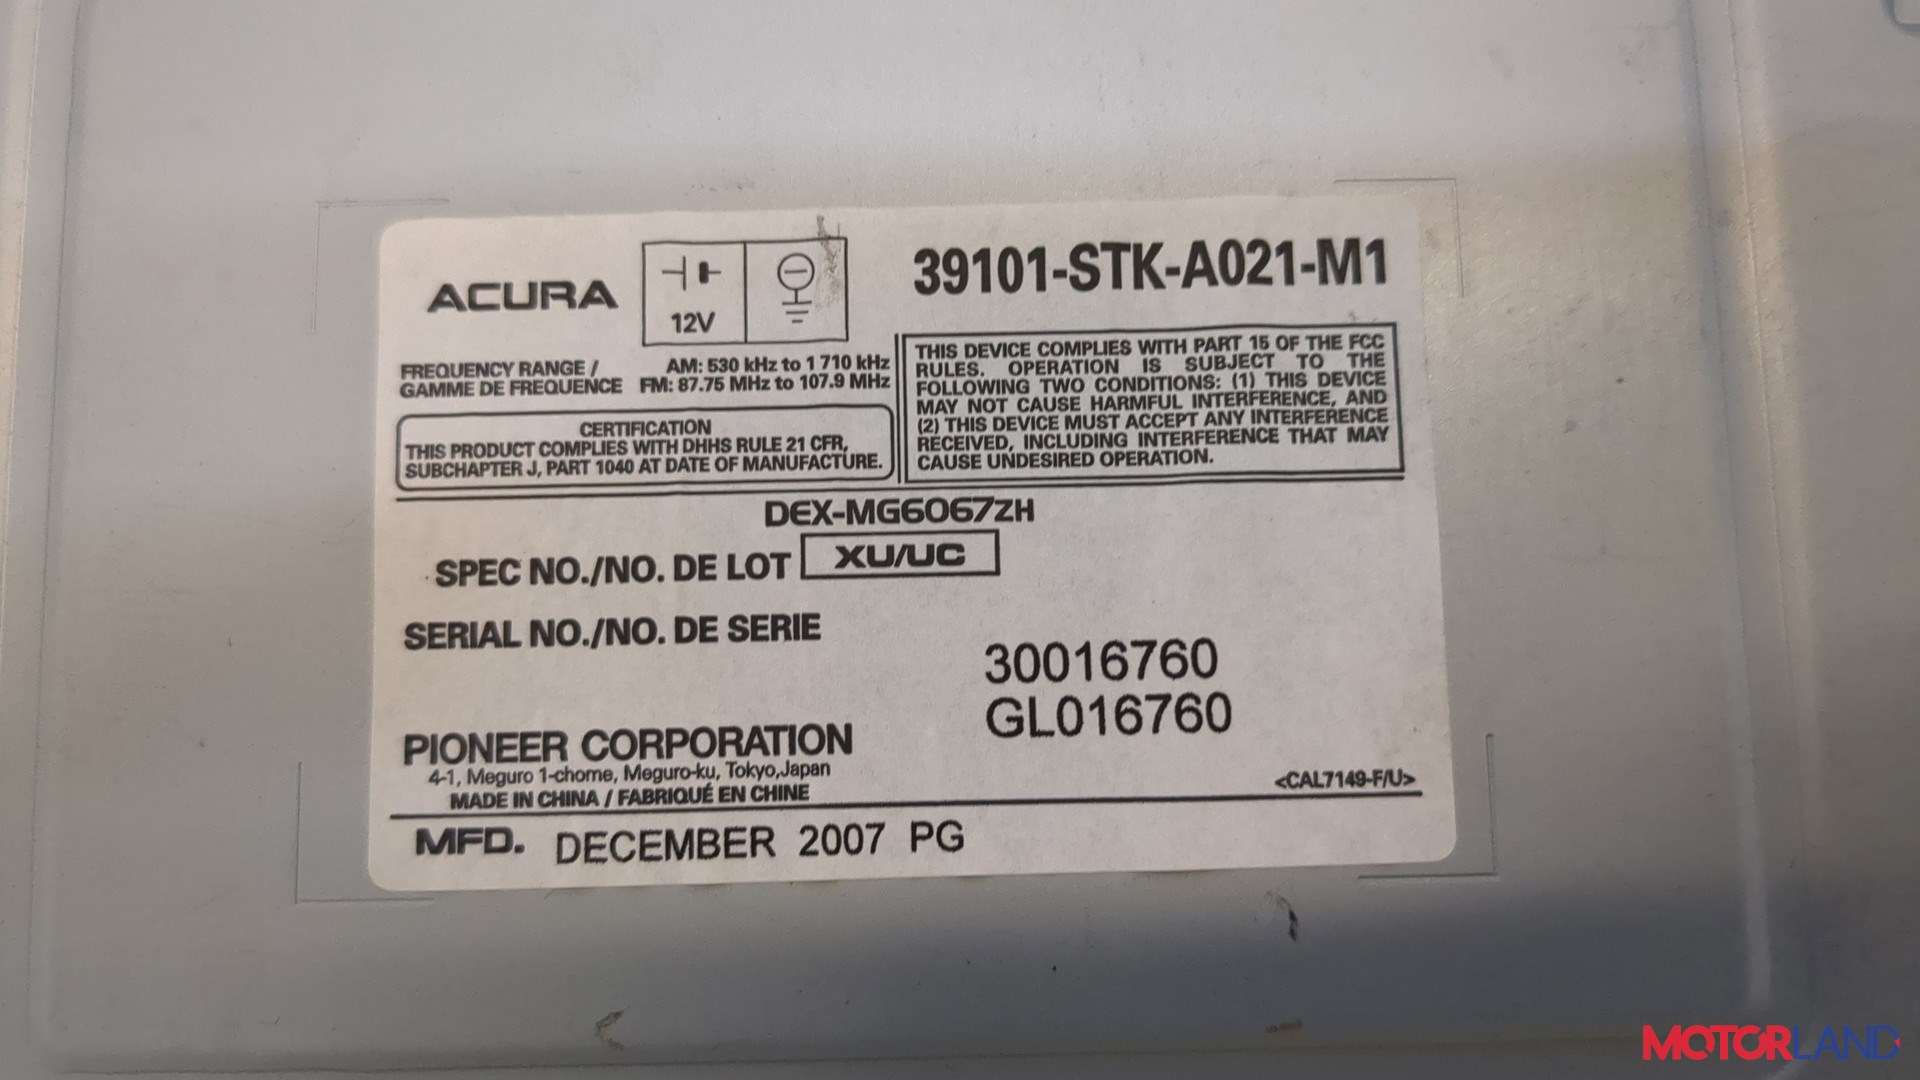 ACURA
12V
39101-STK-A021-M1
FREQUENCY RANGE / AM: 530 kHz to 1 710 kHz
GAMME DE FREQUENCE FM: 87.75 MHz to 107.9 MHz
CERTIFICATION
THIS PRODUCT COMPLIES WITH DHHS RULE 21 CFR,
SUBCHAPTER J, PART 1040 AT DATE OF MANUFACTURE.
THIS DEVICE COMPLIES WITH PART 15 OF THE FCC
RULES. OPERATION IS SUBJECT TO THE
FOLLOWING TWO CONDITIONS: (1) THIS DEVICE
MAY NOT CAUSE HARMFUL INTERFERENCE, AND
(2) THIS DEVICE MUST ACCEPT ANY INTERFERENCE
RECEIVED, INCLUDING INTERFERENCE THAT MAY
CAUSE UNDESIRED OPERATION.
DEX-MG6067ZH
SPEC NO./NO. DE LOT XU/UC
SERIAL NO./NO. DE SERIE
30016760
GL016760
PIONEER CORPORATION
4-1, Meguro 1-chome, Meguro-ku, Tokyo,Japan
MADE IN CHINA / FABRIQUÉ EN CHINE
<CAL7149-F/U>
MFD. DECEMBER 2007 PG
MOTORLAND